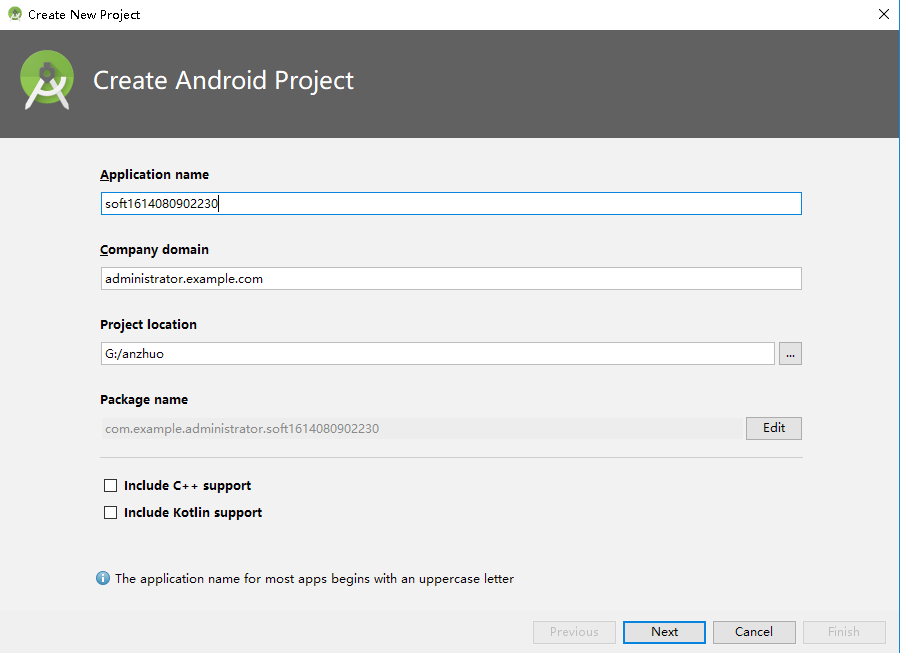 Create New Project
Create Android Project
Application name
soft1614080902230
Company domain
administrator.example.com
Project location
G:/anzhuo
...
Package name
com.example.administrator.soft1614080902230
Edit
Include C++ support
Include Kotlin support
The application name for most apps begins with an uppercase letter
Previous Next Cancel Finish